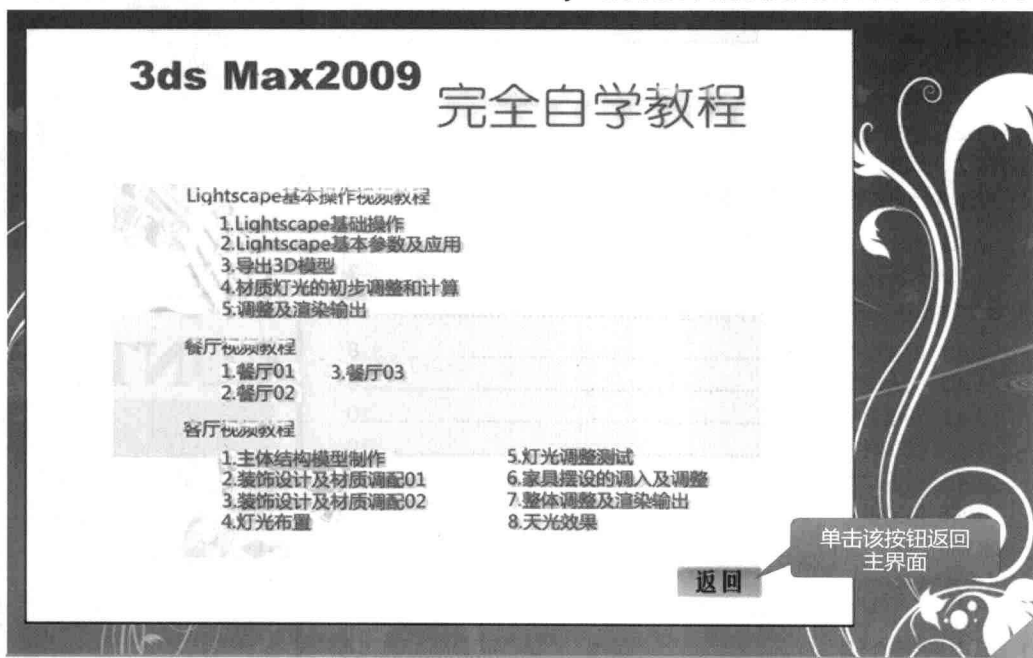 3ds Max2009
完全自学教程
Lightscape基本操作视频教程
1.Lightscape基础操作
2.Lightscape基本参数及应用
3.导出3D模型
4.材质灯光的初步调整和计算
5.调整及渲染输出
餐厅视频教程
1.餐厅01
3.餐厅03
2.餐厅02
客厅视频教程
1.主体结构模型制作
2.装饰设计及材质调配01
3.装饰设计及材质调配02
4.灯光布置
5.灯光调整测试
6.家具摆设的调入及调整
7.整体调整及渲染输出
8.天光效果
单击该按钮返回
主界面
返回